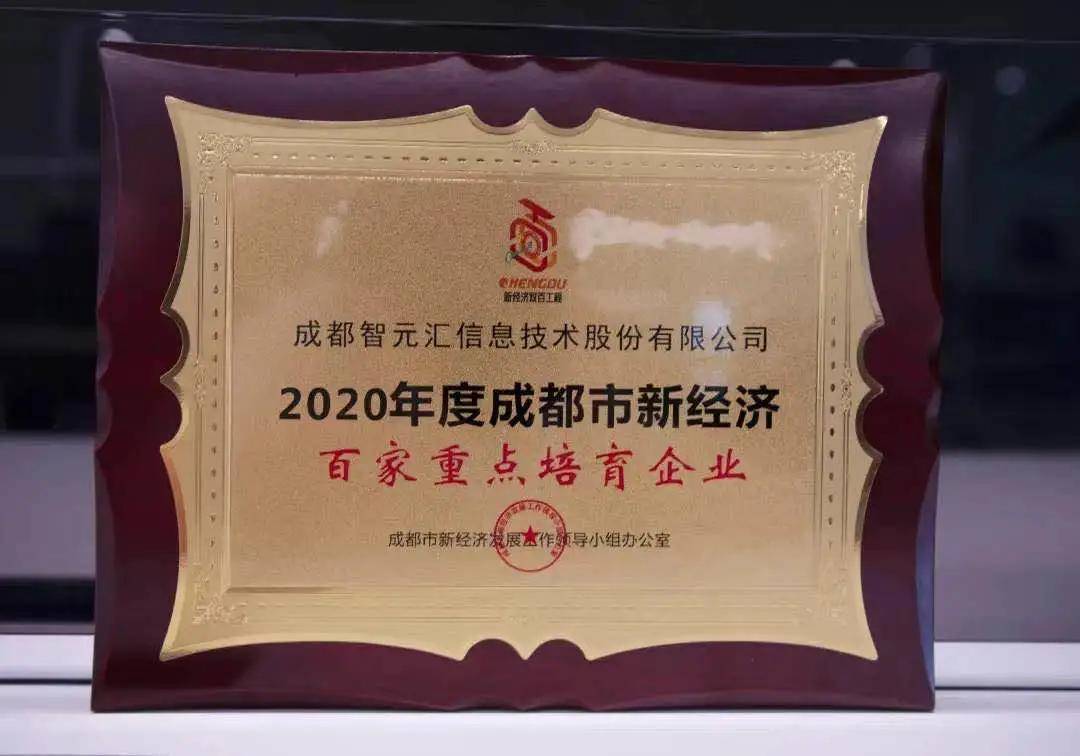 CHENGDU
新经济双百工程
成都智元汇信息技术股份有限公司
2020年度成都市新经济
百家重点培育企业
成都市新经济发展工作领导小组办公室